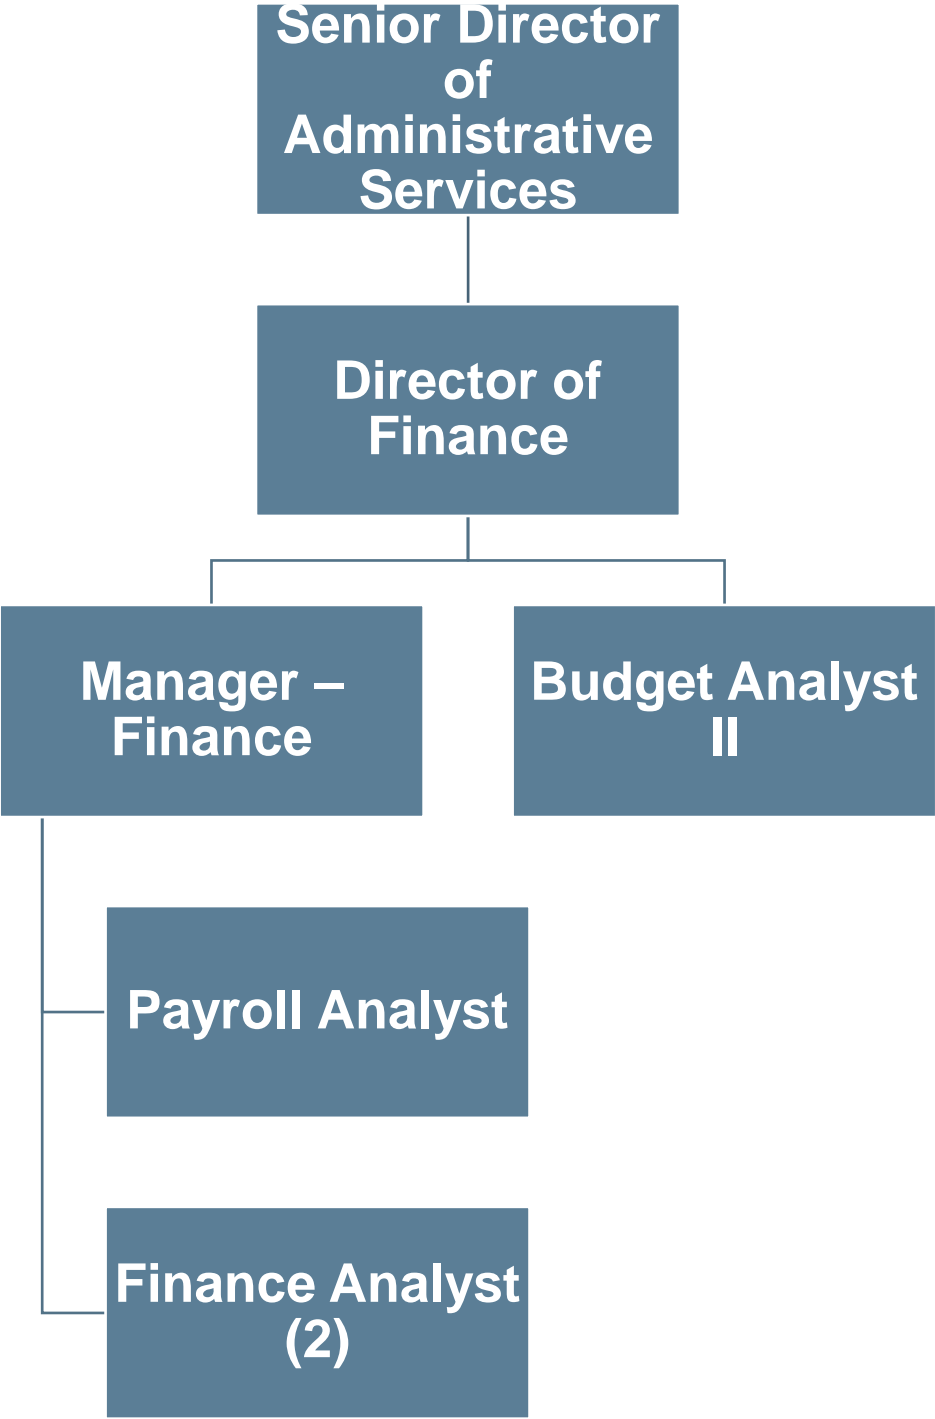 Senior Director
of
Administrative
Services
Director of
Finance
Manager –
Finance
Budget Analyst
II
Payroll Analyst
Finance Analyst
(2)